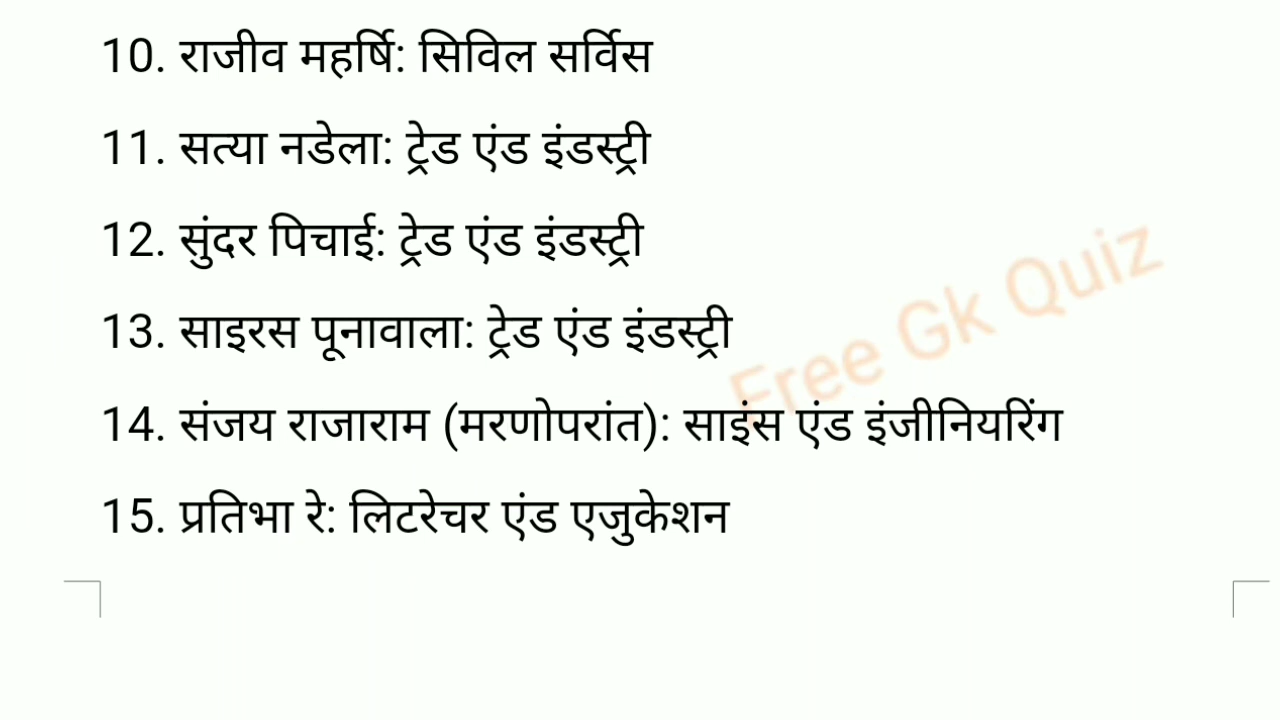 10. राजीव महर्षि: सिविल सर्विस
11. सत्या नडेला: ट्रेड एंड इंडस्ट्री
12. सुंदर पिचाई: ट्रेड एंड इंडस्ट्री
13. साइरस पूनावाला: ट्रेड एंड इंडस्ट्री
Free Gk Quiz
14. संजय राजाराम (मरणोपरांत): साइंस एंड इंजीनियरिंग
15. प्रतिभा रे: लिटरेचर एंड एजुकेशन